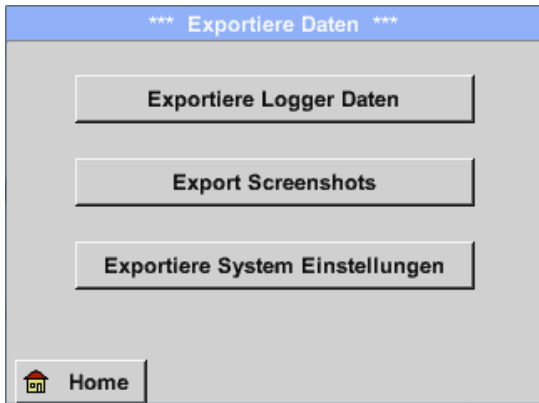 *** Exportiere Daten ***
Exportiere Logger Daten
Export Screenshots
Exportiere System Einstellungen
Home